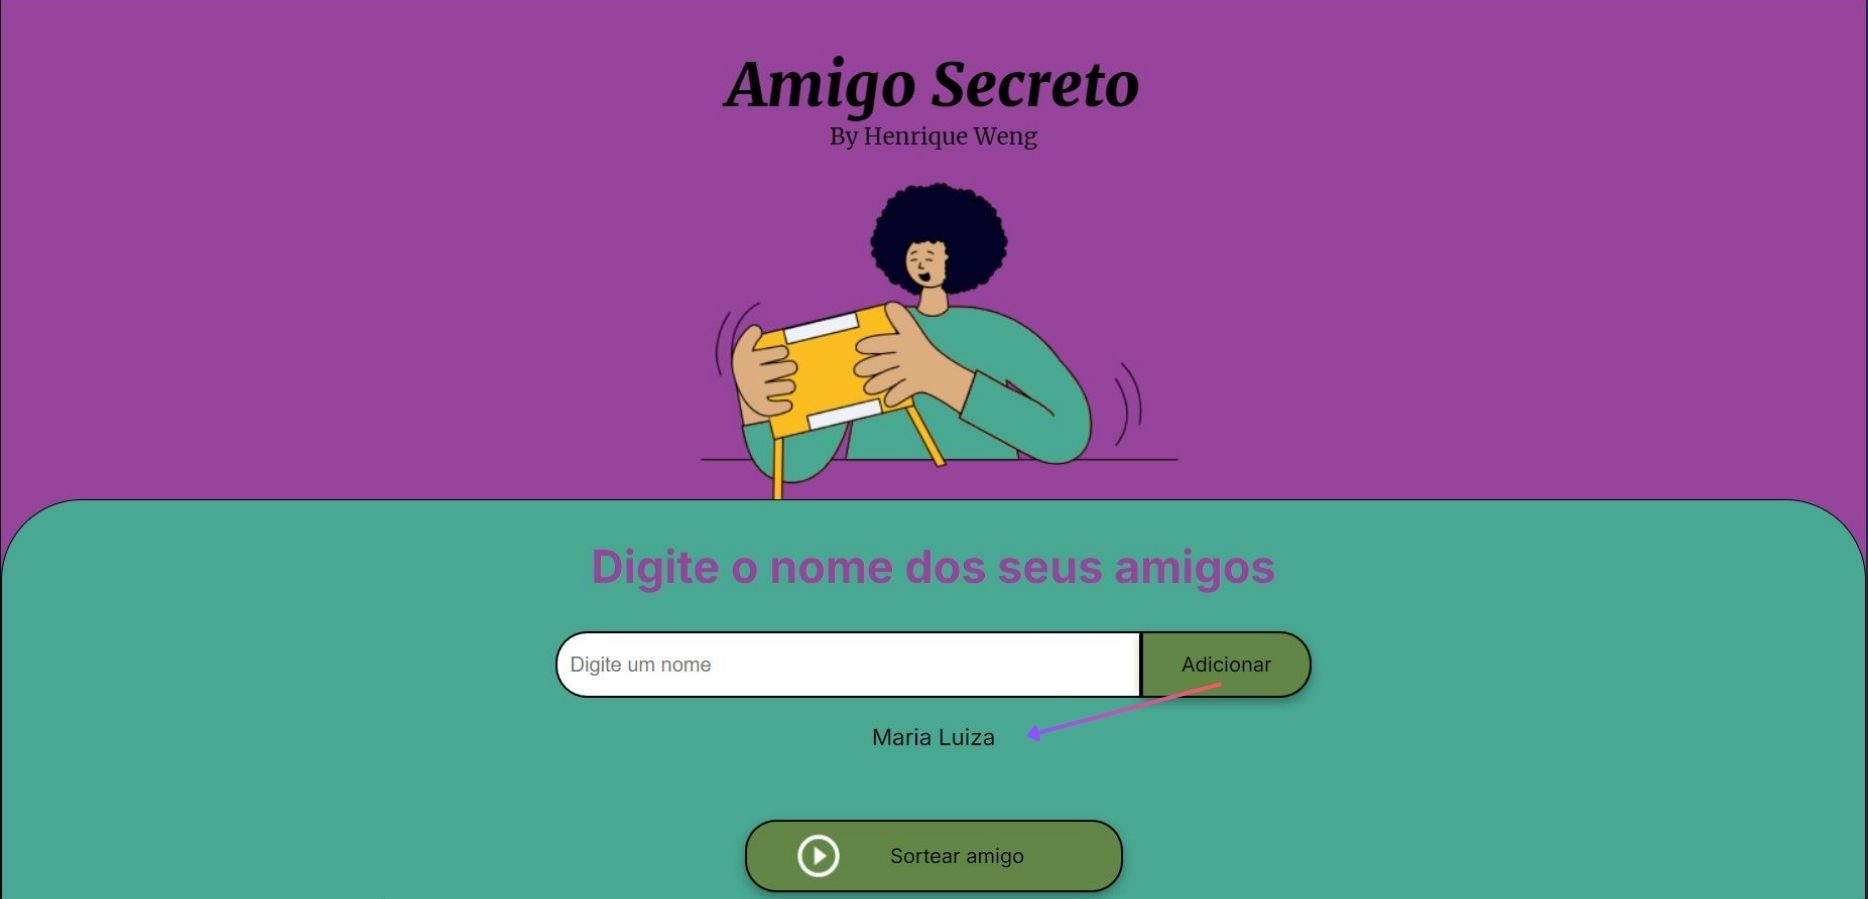 Amigo Secreto
By Henrique Weng
Digite o nome dos seus amigos
Digite um nome
Adicionar
Maria Luiza
Sortear amigo